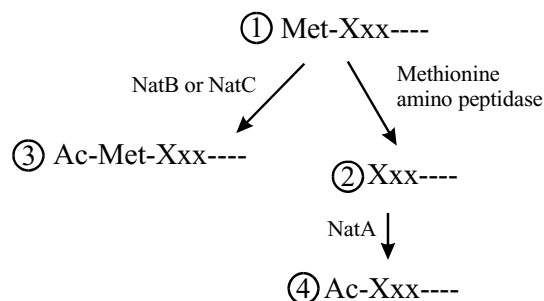 ① Met-Xxx----
NatB or NatC
Methionine
amino peptidase
③ Ac-Met-Xxx----
② Xxx----
NatA
④ Ac-Xxx----